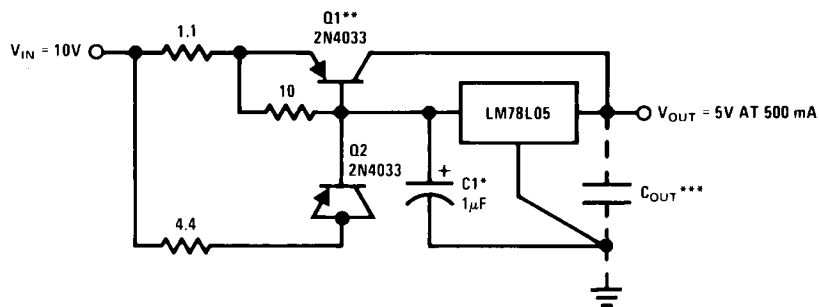 Q1**
2N4033
V_IN = 10V
1.1
10
LM78L05
V_OUT = 5V AT 500 mA
Q2
2N4033
+
C1*
1μF
C_OUT***
4.4